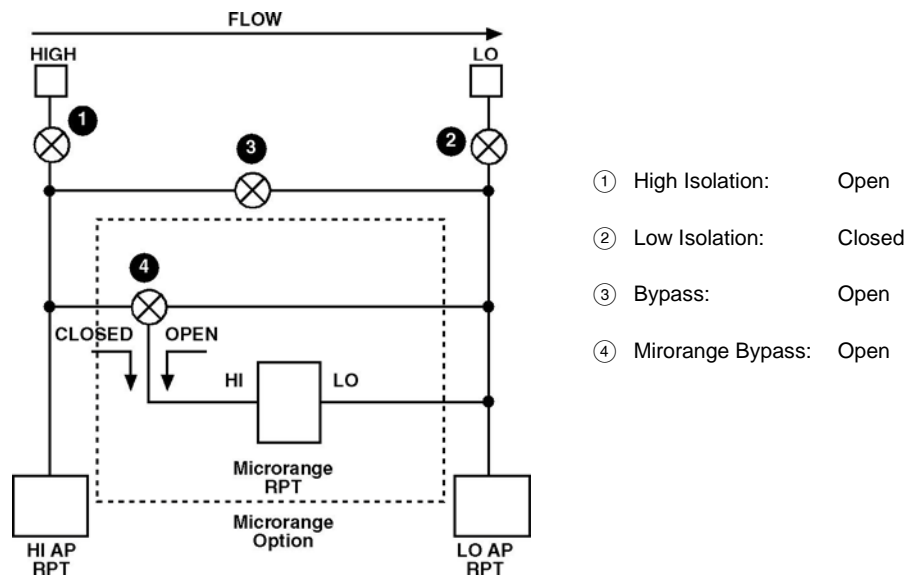 FLOW
HIGH
LO
1
2
3
4
CLOSED
OPEN
HI
LO
Microrange
RPT
Microrange
Option
HI AP
RPT
LO AP
RPT
1 High Isolation: Open
2 Low Isolation: Closed
3 Bypass: Open
4 Mirorange Bypass: Open